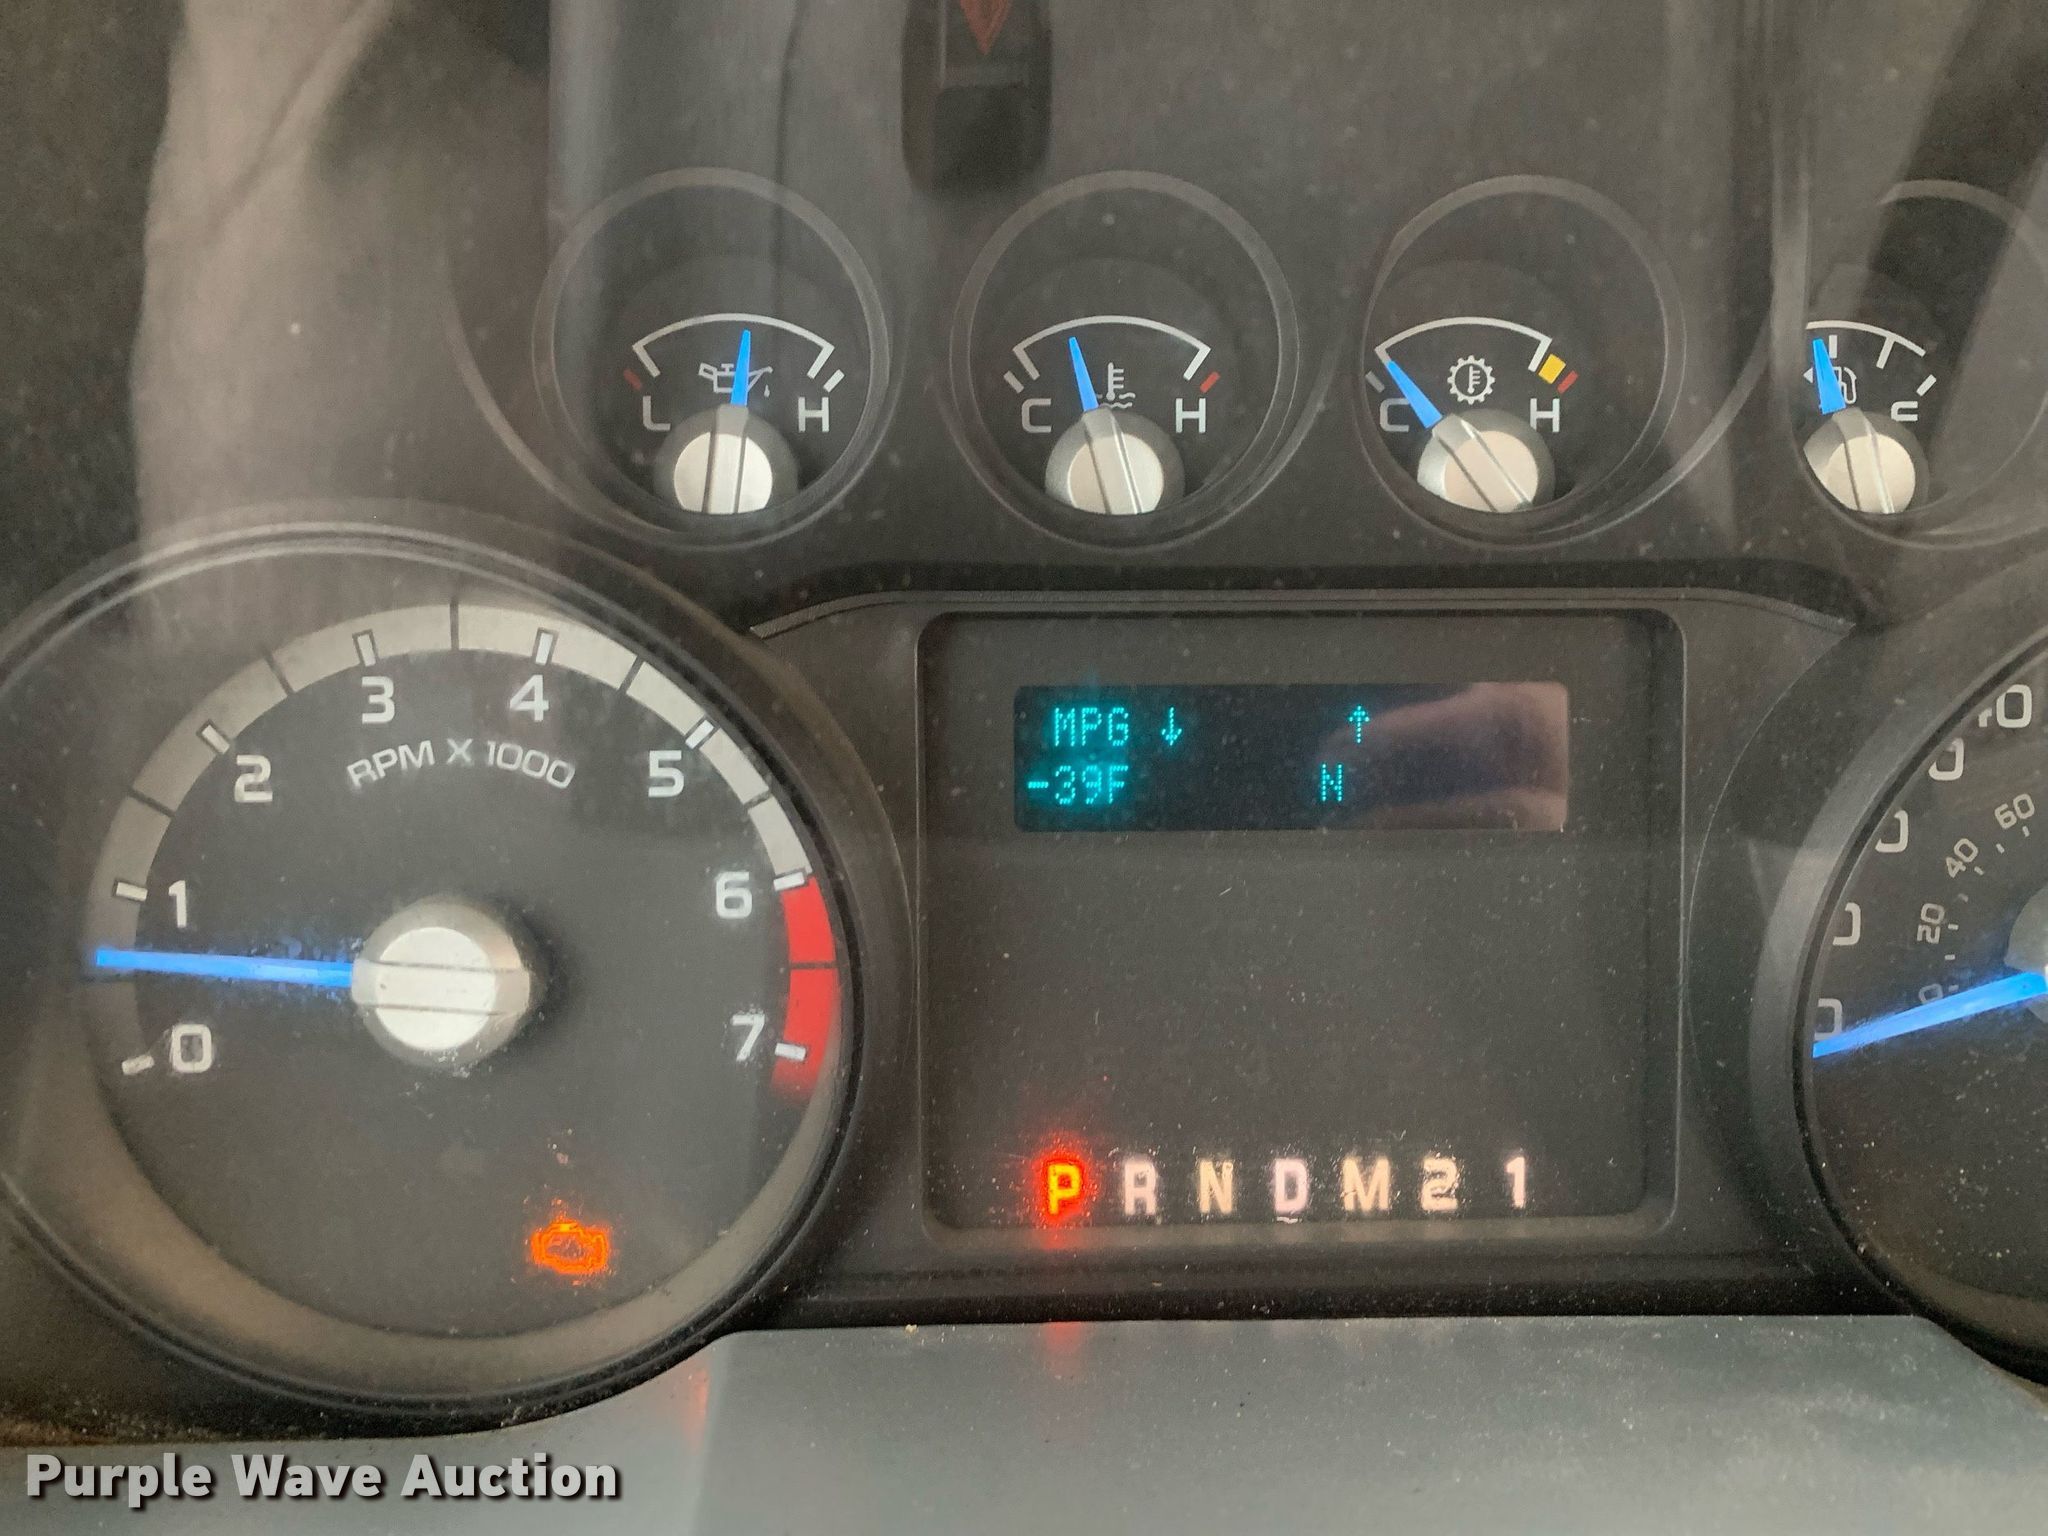 L H
C H
C H
0 1 2 3 4 5 6 7
RPM X 1000
MPG ↓ ↑
-39F N
0 20 40 60
P R N D M 2 1
Purple Wave Auction